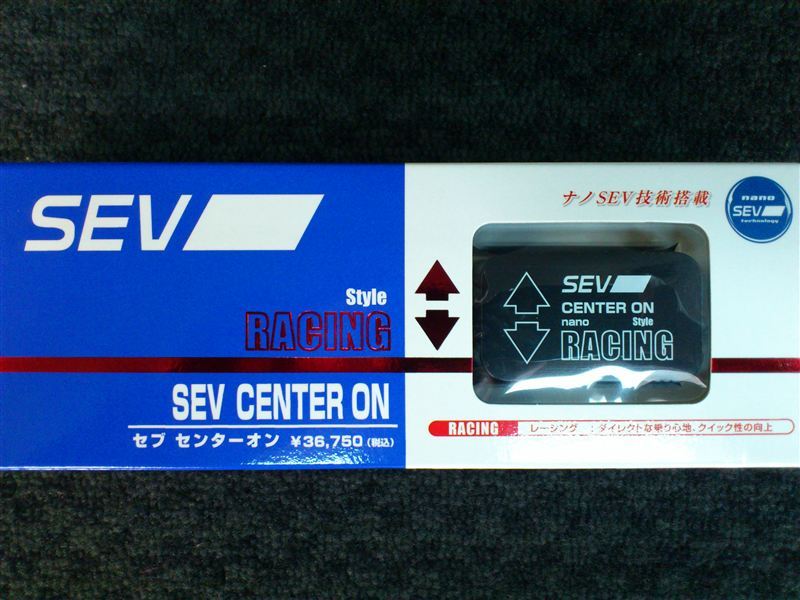 SEV
Style
RACING
SEV CENTER ON
セブ センターオン ¥36,750(税込)
ナノSEV技術搭載
nano
SEV
technology
SEV
CENTER ON
nano Style
RACING
RACING レーシング :ダイレクトな乗り心地、クイック性の向上